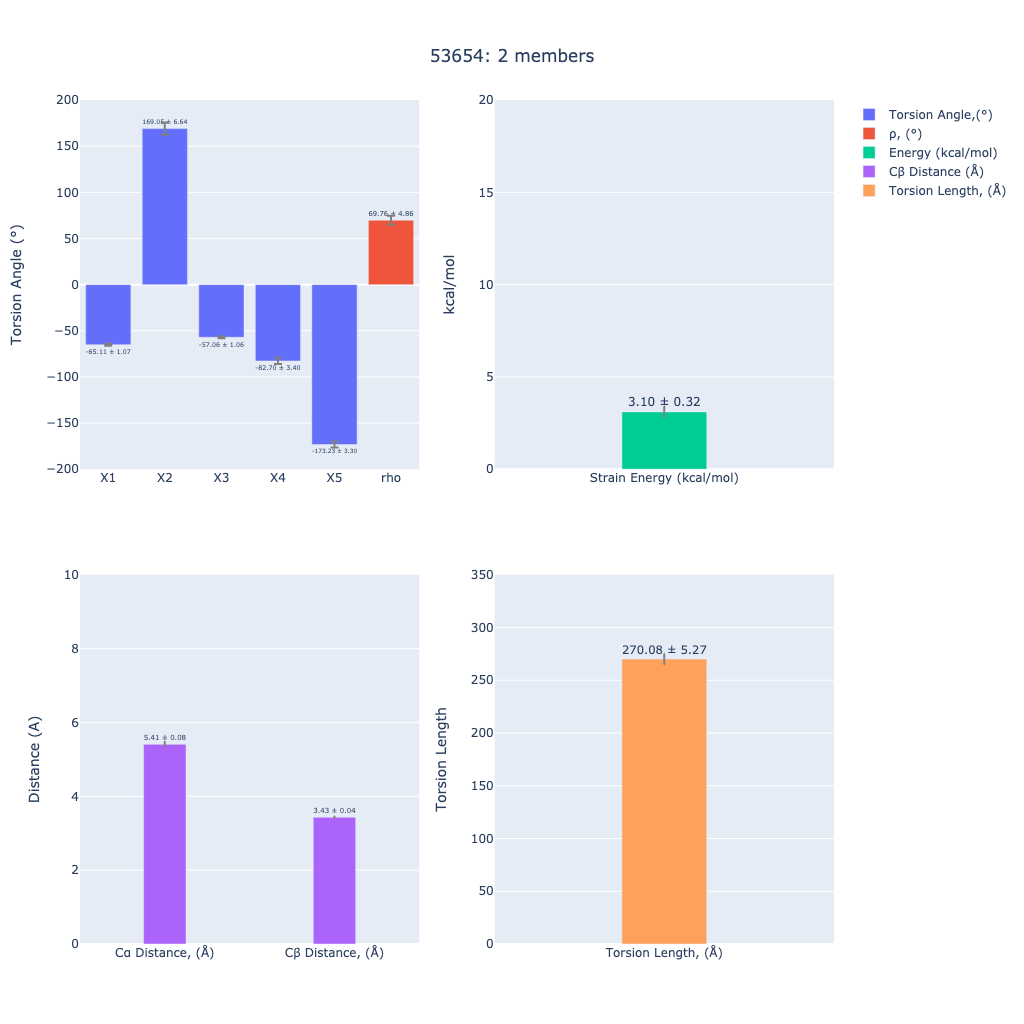 53654: 2 members
Torsion Angle (°)
200
150
100
50
0
−50
−100
−150
−200
-65.11 ± 1.07
169.05 ± 6.64
-57.06 ± 1.06
-82.70 ± 3.40
-173.23 ± 3.30
69.76 ± 4.86
X1 X2 X3 X4 X5 rho
kcal/mol
20
15
10
5
0
3.10 ± 0.32
Strain Energy (kcal/mol)
Torsion Angle,(°)
ρ, (°)
Energy (kcal/mol)
Cβ Distance (Å)
Torsion Length, (Å)
Distance (A)
10
8
6
4
2
0
5.41 ± 0.08
3.43 ± 0.04
Cα Distance, (Å) Cβ Distance, (Å)
Torsion Length
350
300
250
200
150
100
50
0
270.08 ± 5.27
Torsion Length, (Å)